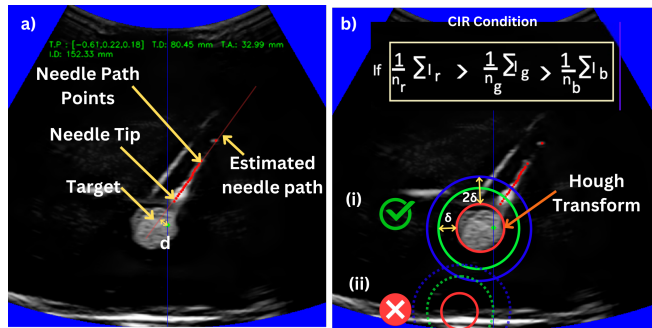 a)
T.P : [-0.61,0.22,0.18] T.D: 80.45 mm T.A.: 32.99 mm
I.D: 152.33 mm
Needle Path
Points
Needle Tip
Target
Estimated
needle path
d
b)
CIR Condition
If 1/n_r ∑I_r > 1/n_g ∑I_g > 1/n_b ∑I_b
(i)
2δ
δ
Hough
Transform
(ii)